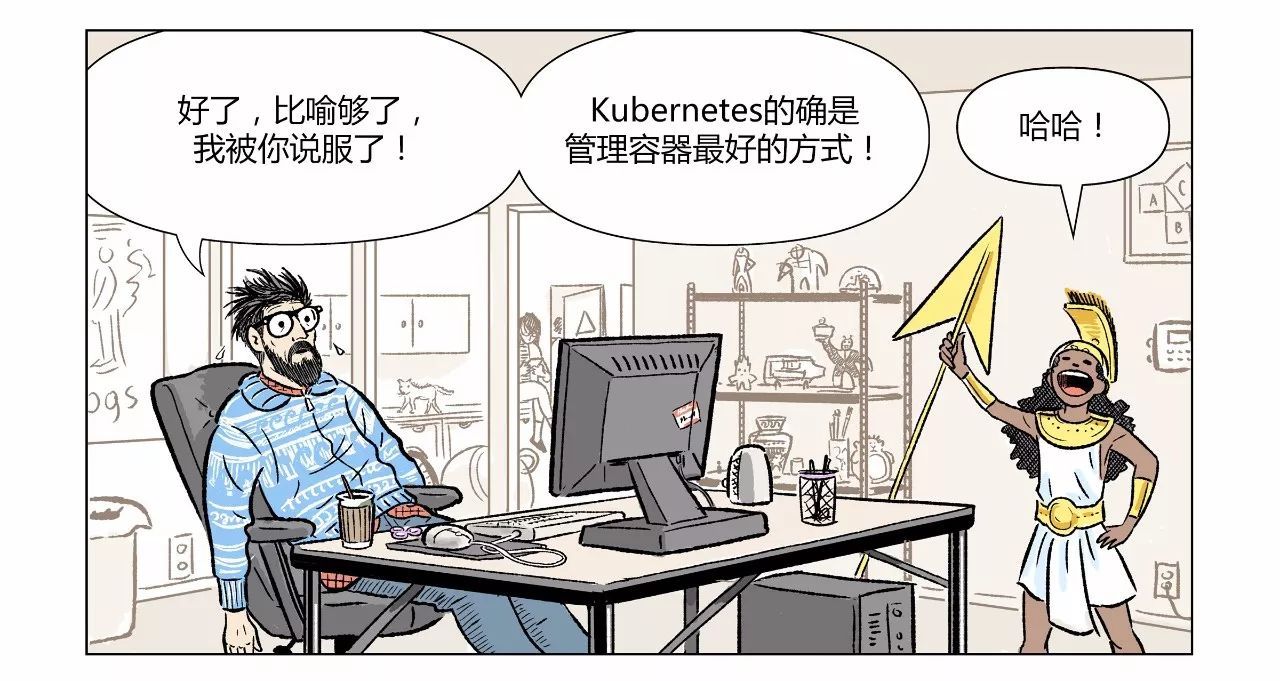 好了，比喻够了，
我被你说服了！
Kubernetes的确是
管理容器最好的方式！
哈哈！
ogs
A
C
B